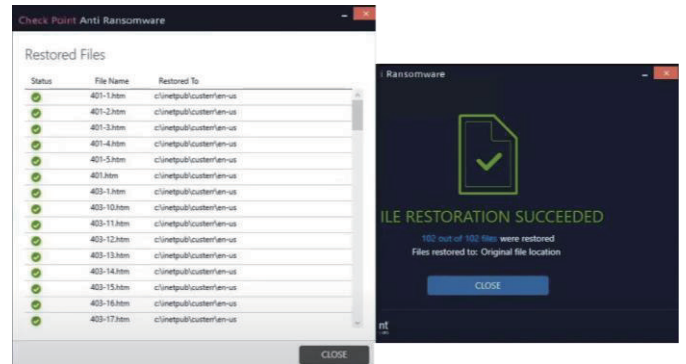 Check Point Anti Ransomware
Restored Files
Status File Name Restored To
401-1.htm c:\inetpub\custerr\en-us
401-2.htm c:\inetpub\custerr\en-us
401-3.htm c:\inetpub\custerr\en-us
401-4.htm c:\inetpub\custerr\en-us
401-5.htm c:\inetpub\custerr\en-us
401.htm c:\inetpub\custerr\en-us
403-1.htm c:\inetpub\custerr\en-us
403-10.htm c:\inetpub\custerr\en-us
403-11.htm c:\inetpub\custerr\en-us
403-12.htm c:\inetpub\custerr\en-us
403-13.htm c:\inetpub\custerr\en-us
403-14.htm c:\inetpub\custerr\en-us
403-15.htm c:\inetpub\custerr\en-us
403-16.htm c:\inetpub\custerr\en-us
403-17.htm c:\inetpub\custerr\en-us
CLOSE
i Ransomware
ILE RESTORATION SUCCEEDED
102 out of 102 files were restored
Files restored to: Original file location
CLOSE
nt